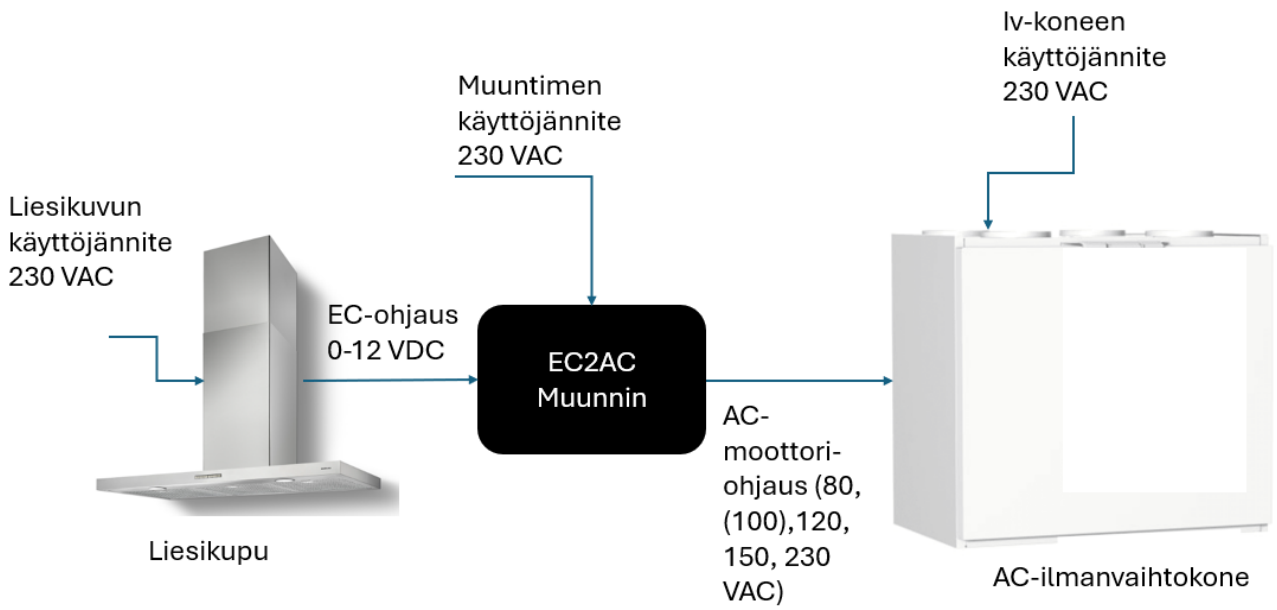 Iv-koneen
käyttöjännite
230 VAC
Muuntimen
käyttöjännite
230 VAC
Liesikuvun
käyttöjännite
230 VAC
EC-ohjaus
0-12 VDC
EC2AC
Muunnin
AC-
moottori-
ohjaus (80,
(100),120,
150, 230
VAC)
Liesikupu
AC-ilmanvaihtokone